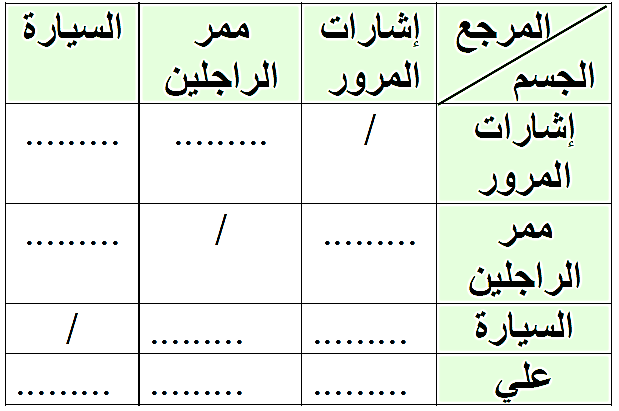 المرجع
الجسم
إشارات
المرور
ممر
الراجلين
السيارة
إشارات
المرور
/
.........
.........
ممر
الراجلين
.........
/
.........
السيارة
.........
.........
/
علي
.........
.........
.........